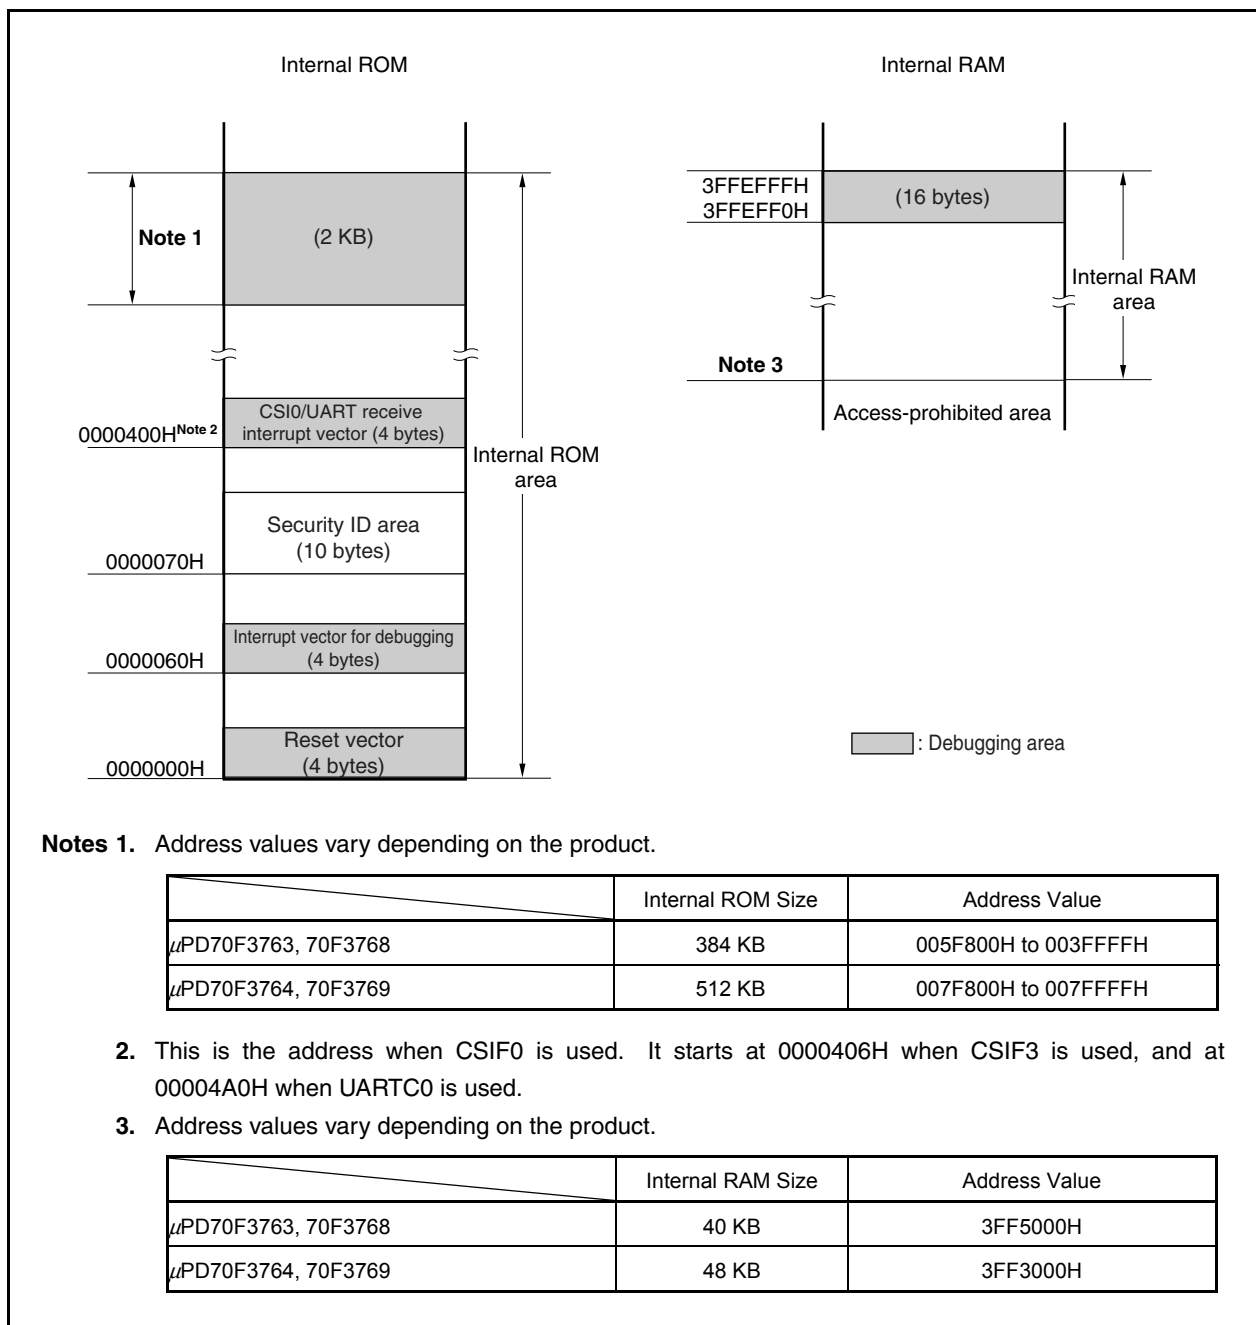 Internal ROM
Internal RAM
Note 1
(2 KB)
CSI0/UART receive
interrupt vector (4 bytes)
0000400H Note 2
Internal ROM
area
Security ID area
(10 bytes)
0000070H
Interrupt vector for debugging
(4 bytes)
0000060H
Reset vector
(4 bytes)
0000000H
3FFEFFFH
3FFEFF0H
(16 bytes)
Internal RAM
area
Note 3
Access-prohibited area
: Debugging area
Notes 1. Address values vary depending on the product.
Internal ROM Size Address Value
μPD70F3763, 70F3768 384 KB 005F800H to 003FFFFH
μPD70F3764, 70F3769 512 KB 007F800H to 007FFFFH
2. This is the address when CSIF0 is used. It starts at 0000406H when CSIF3 is used, and at
00004A0H when UARTC0 is used.
3. Address values vary depending on the product.
Internal RAM Size Address Value
μPD70F3763, 70F3768 40 KB 3FF5000H
μPD70F3764, 70F3769 48 KB 3FF3000H